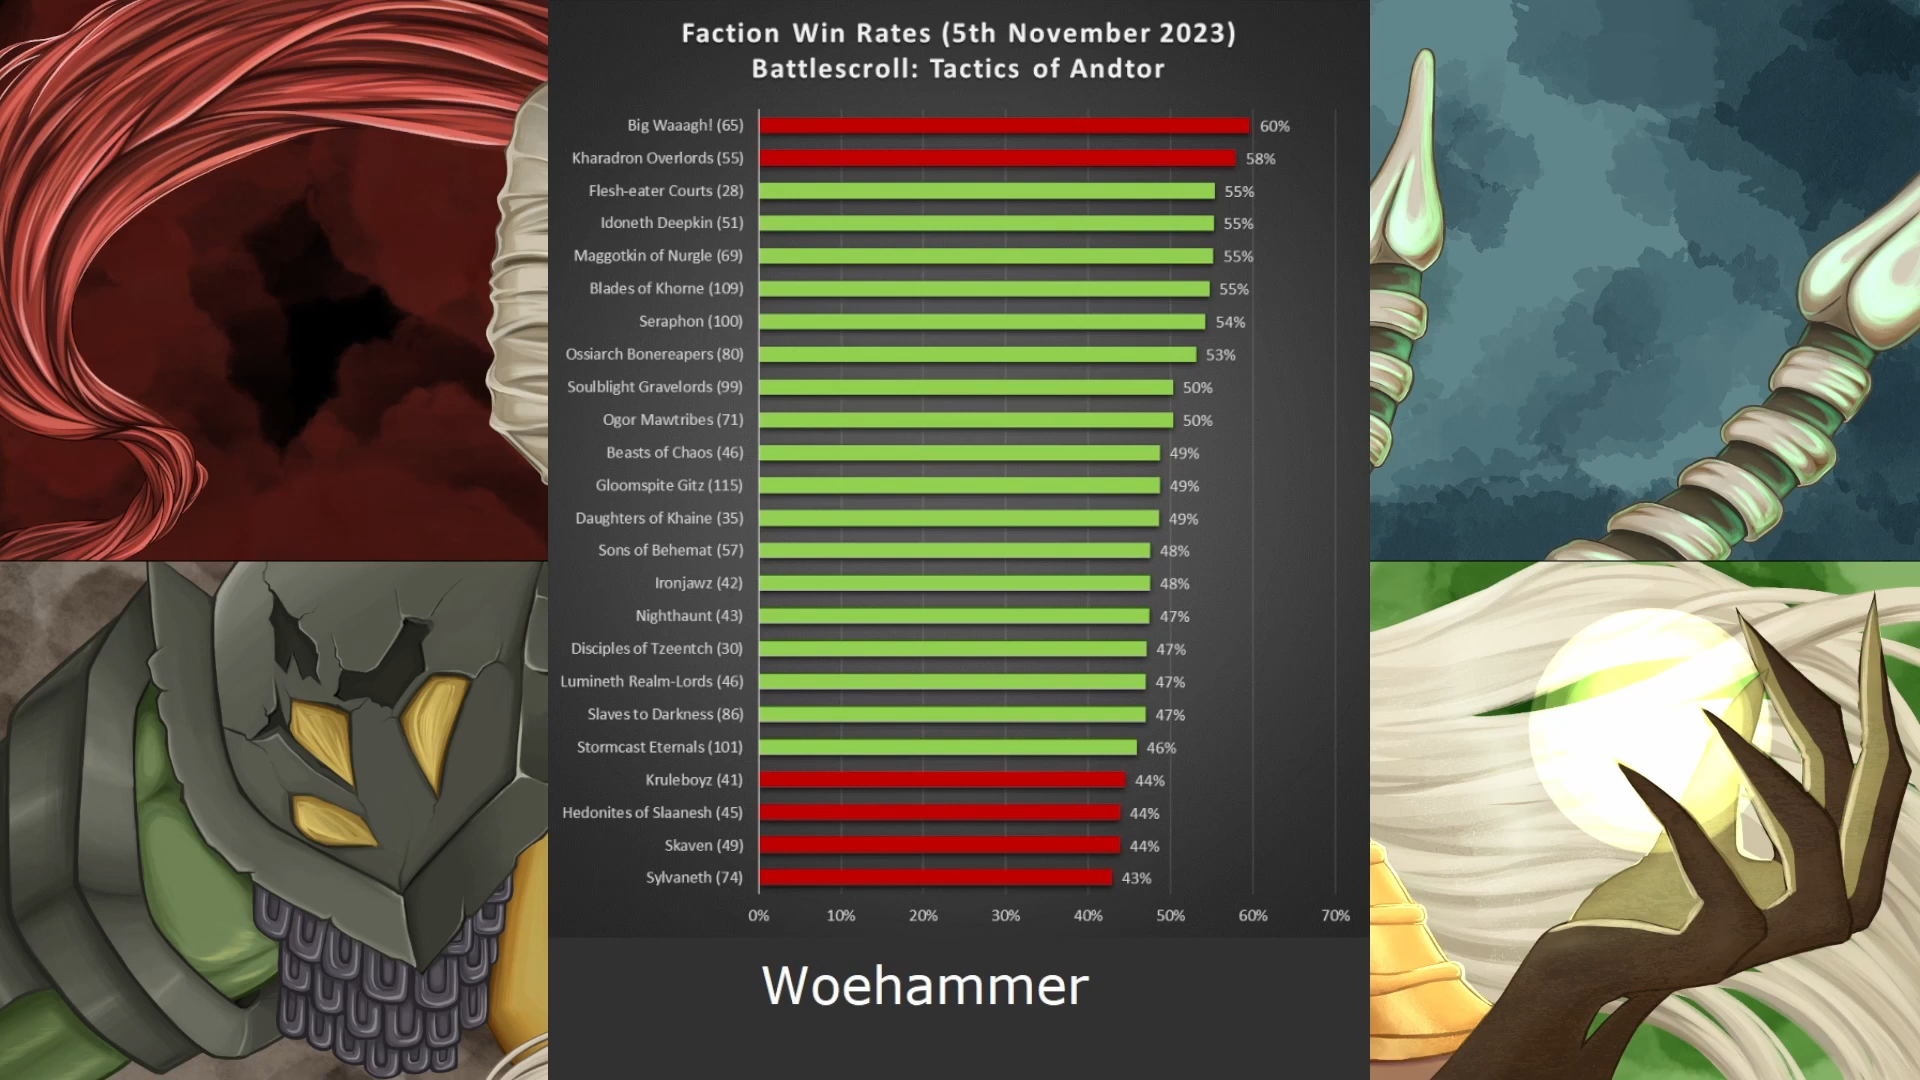 Faction Win Rates (5th November 2023)
Battlescroll: Tactics of Andtor
Big Waaagh! (65) 60%
Kharadron Overlords (55) 58%
Flesh-eater Courts (28) 55%
Idoneth Deepkin (51) 55%
Maggotkin of Nurgle (69) 55%
Blades of Khorne (109) 55%
Seraphon (100) 54%
Ossiarch Bonereapers (80) 53%
Soulblight Gravelords (99) 50%
Ogor Mawtribes (71) 50%
Beasts of Chaos (46) 49%
Gloomspite Gitz (115) 49%
Daughters of Khaine (35) 49%
Sons of Behemat (57) 48%
Ironjawz (42) 48%
Nighthaunt (43) 47%
Disciples of Tzeentch (30) 47%
Lumineth Realm-Lords (46) 47%
Slaves to Darkness (86) 47%
Stormcast Eternals (101) 46%
Kruleboyz (41) 44%
Hedonites of Slaanesh (45) 44%
Skaven (49) 44%
Sylvaneth (74) 43%
0% 10% 20% 30% 40% 50% 60% 70%
Woehammer